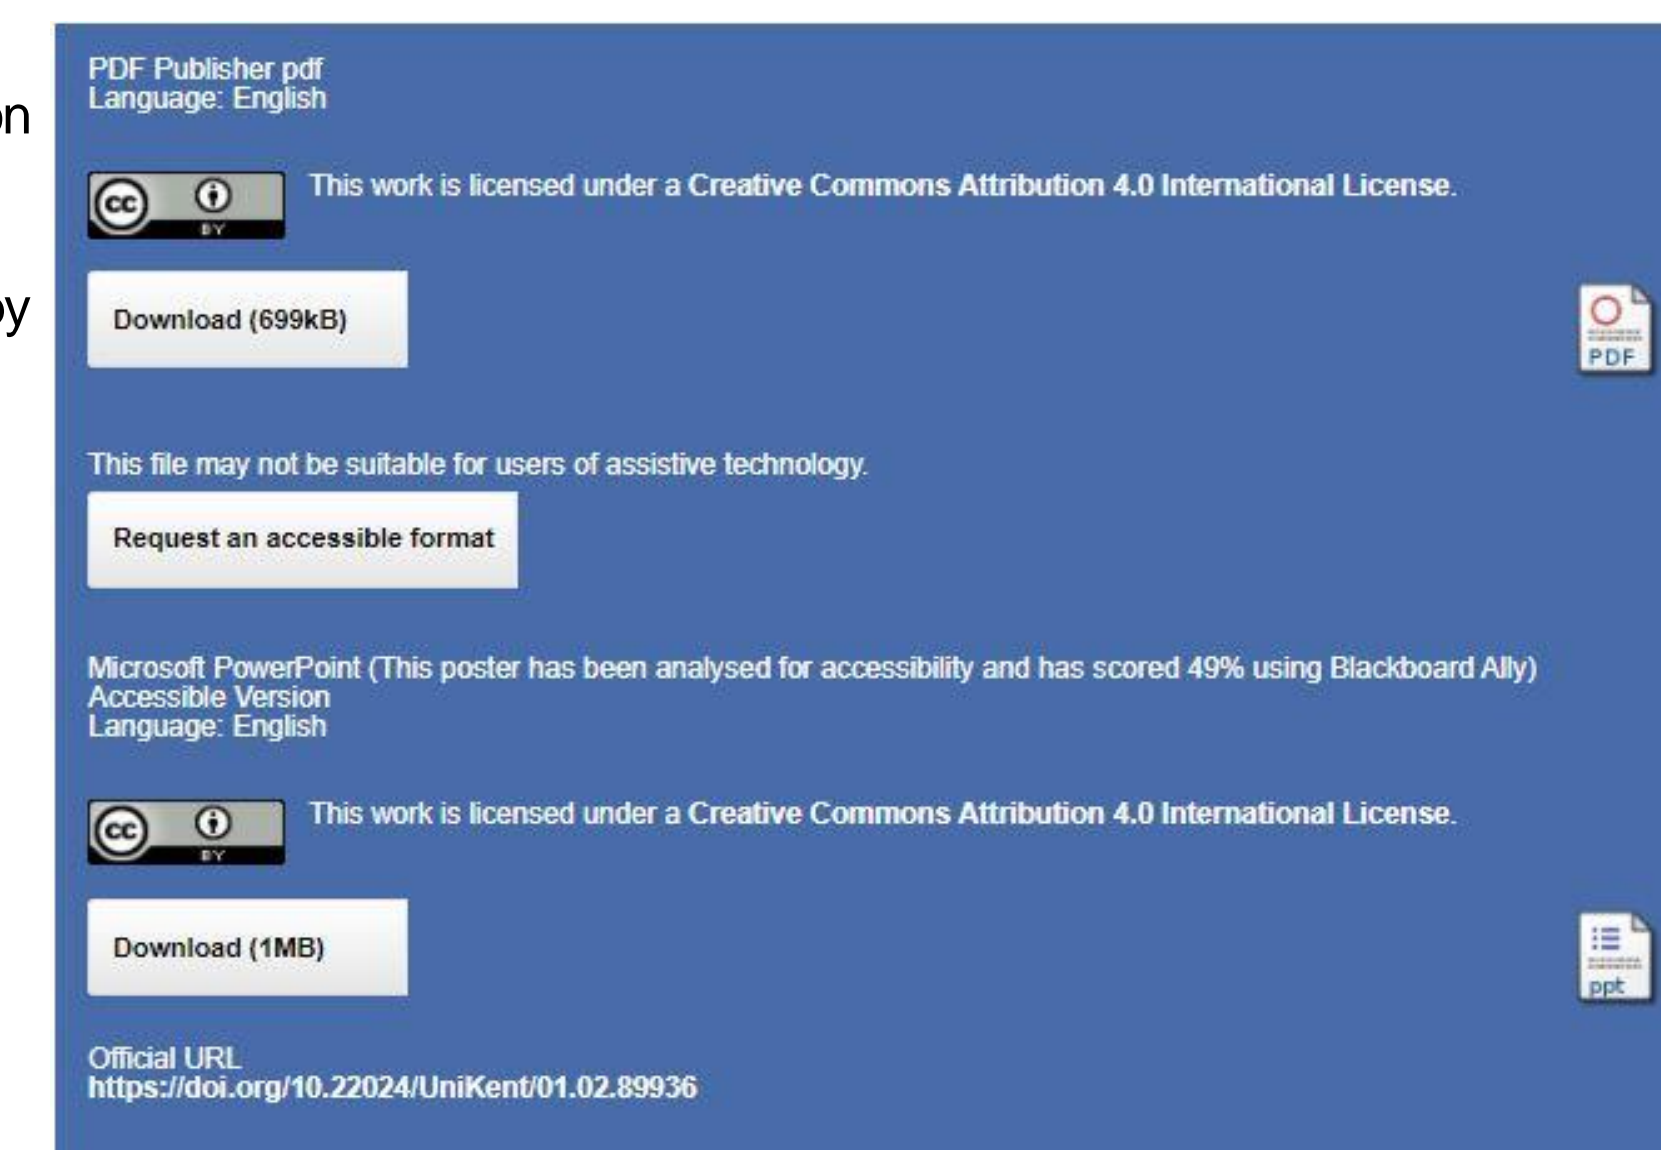 on
by
PDF Publisher pdf
Language: English
CC BY
This work is licensed under a Creative Commons Attribution 4.0 International License.
Download (699kB)
PDF
This file may not be suitable for users of assistive technology.
Request an accessible format
Microsoft PowerPoint (This poster has been analysed for accessibility and has scored 49% using Blackboard Ally)
Accessible Version
Language: English
CC BY
This work is licensed under a Creative Commons Attribution 4.0 International License.
Download (1MB)
ppt
Official URL
https://doi.org/10.22024/UniKent/01.02.89936